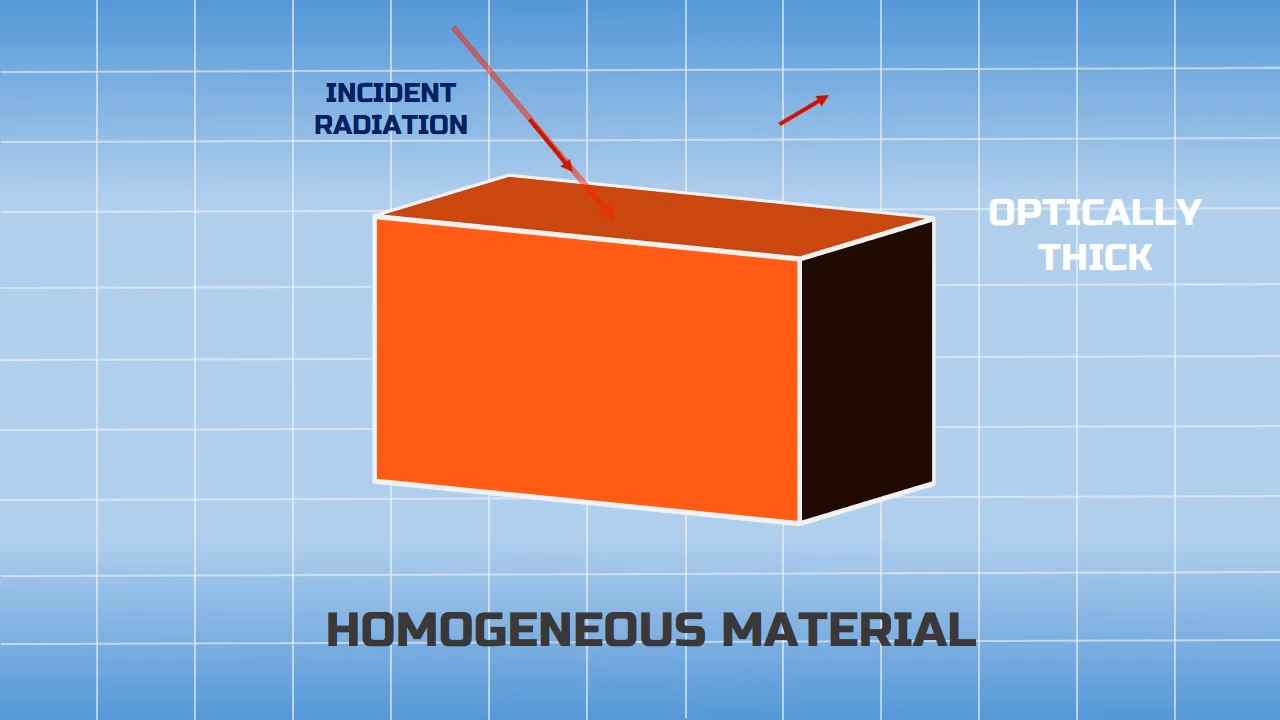 INCIDENT
RADIATION
OPTICALLY
THICK
HOMOGENEOUS MATERIAL